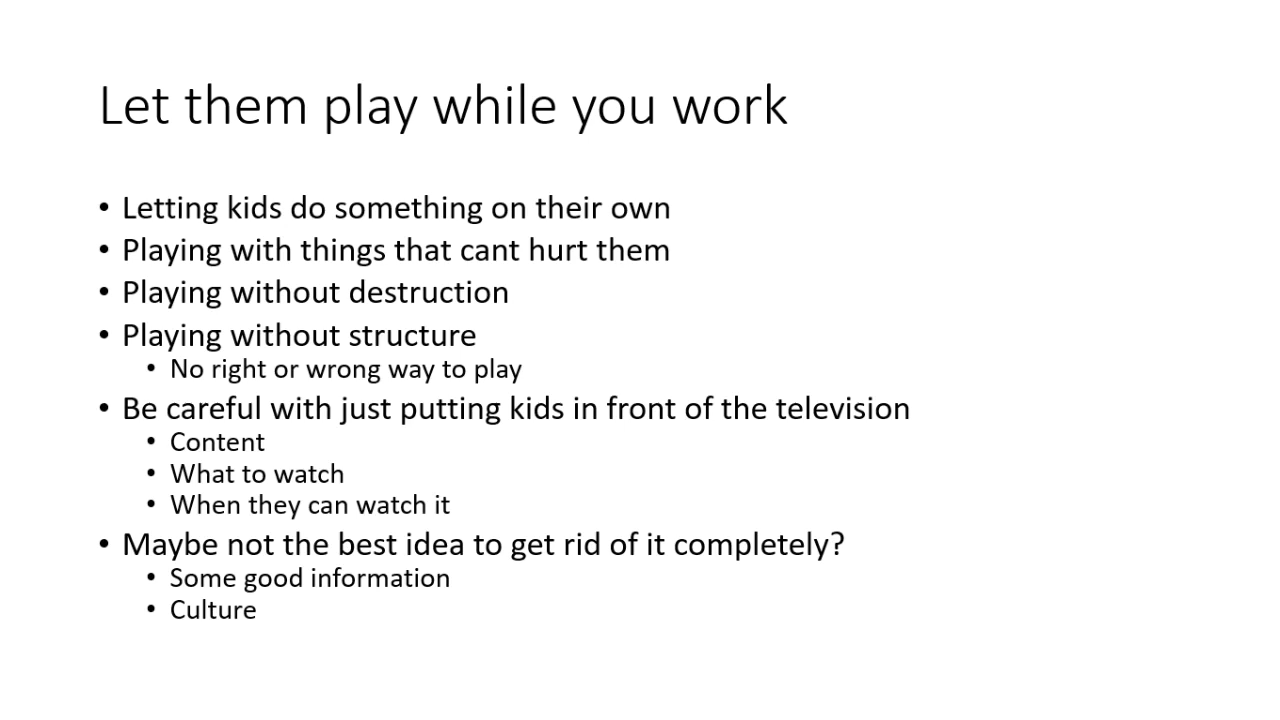 Let them play while you work
• Letting kids do something on their own
• Playing with things that cant hurt them
• Playing without destruction
• Playing without structure
• No right or wrong way to play
• Be careful with just putting kids in front of the television
• Content
• What to watch
• When they can watch it
• Maybe not the best idea to get rid of it completely?
• Some good information
• Culture